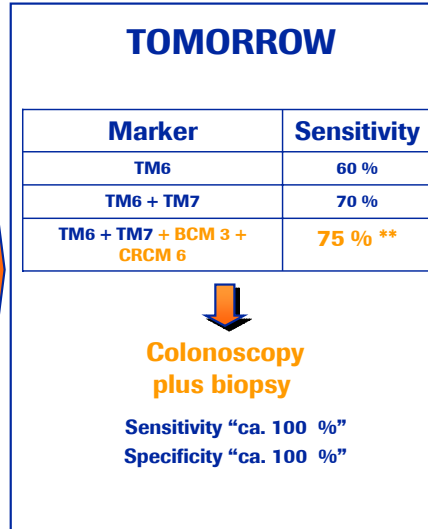 TOMORROW
Marker Sensitivity
TM6 60 %
TM6 + TM7 70 %
TM6 + TM7 + BCM 3 + 75 % **
CRCM 6
Colonoscopy
plus biopsy
Sensitivity “ca. 100 %”
Specificity “ca. 100 %”